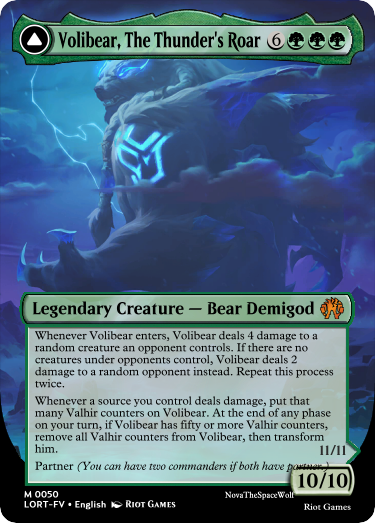 Volibear, The Thunder's Roar 6
Legendary Creature — Bear Demigod
Whenever Volibear enters, Volibear deals 4 damage to a
random creature an opponent controls. If there are no
creatures under opponents control, Volibear deals 2
damage to a random opponent instead. Repeat this process
twice.
Whenever a source you control deals damage, put that
many Valhir counters on Volibear. At the end of any phase
on your turn, if Volibear has fifty or more Valhir counters,
remove all Valhir counters from Volibear, then transform
him.
11/11
Partner (You can have two commanders if both have partner.)
10/10
M 0050
LORT-FV • English Riot Games
NovaTheSpaceWolf
Riot Games